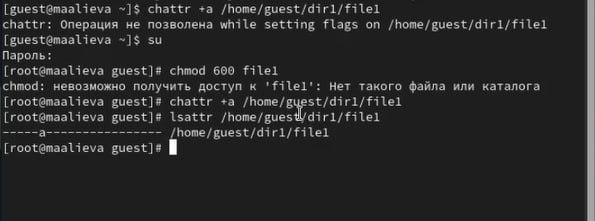 [guest@maalieva ~]$ chattr +a /home/guest/dir1/file1
chattr: Операция не позволена while setting flags on /home/guest/dir1/file1
[guest@maalieva ~]$ su
Пароль:
[root@maalieva guest]# chmod 600 file1
chmod: невозможно получить доступ к 'file1': Нет такого файла или каталога
[root@maalieva guest]# chattr +a /home/guest/dir1/file1
[root@maalieva guest]# lsattr /home/guest/dir1/file1
-----a---------------- /home/guest/dir1/file1
[root@maalieva guest]#